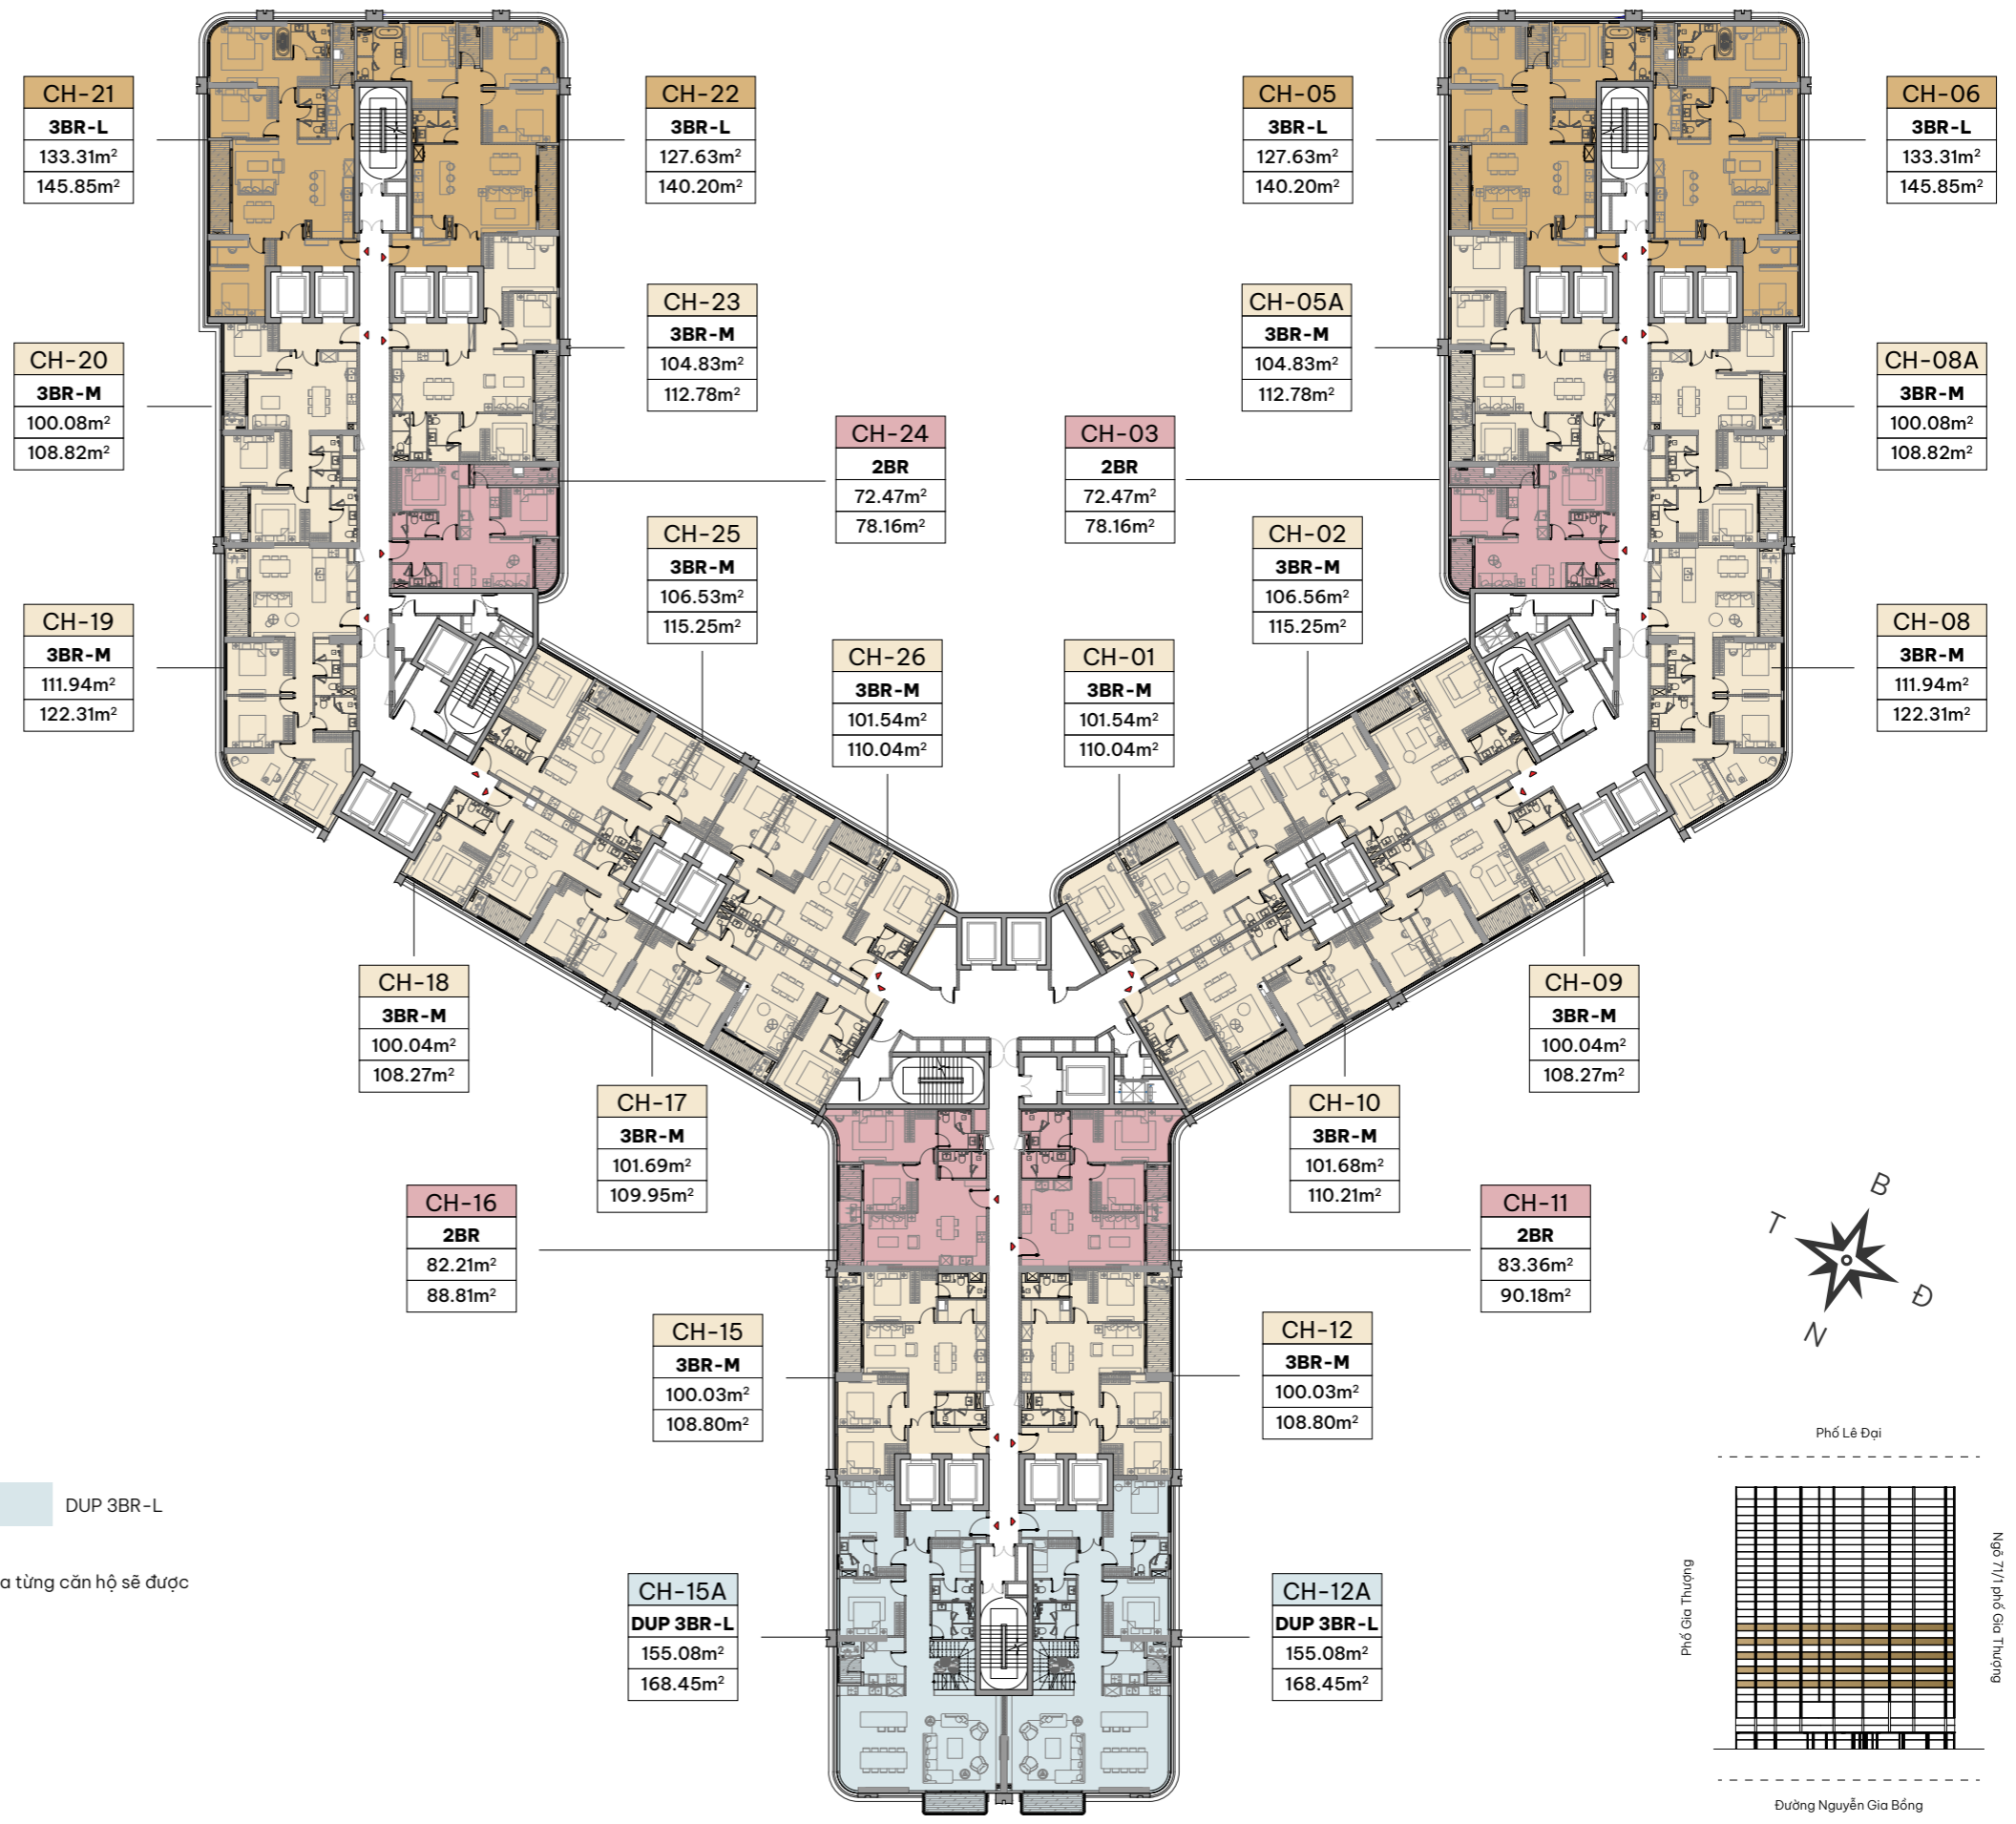 CH-21
3BR-L
133.31m²
145.85m²
CH-22
3BR-L
127.63m²
140.20m²
CH-05
3BR-L
127.63m²
140.20m²
CH-06
3BR-L
133.31m²
145.85m²
CH-20
3BR-M
100.08m²
108.82m²
CH-23
3BR-M
104.83m²
112.78m²
CH-05A
3BR-M
104.83m²
112.78m²
CH-08A
3BR-M
100.08m²
108.82m²
CH-24
2BR
72.47m²
78.16m²
CH-03
2BR
72.47m²
78.16m²
CH-19
3BR-M
111.94m²
122.31m²
CH-25
3BR-M
106.53m²
115.25m²
CH-02
3BR-M
106.56m²
115.25m²
CH-08
3BR-M
111.94m²
122.31m²
CH-26
3BR-M
101.54m²
110.04m²
CH-01
3BR-M
101.54m²
110.04m²
CH-18
3BR-M
100.04m²
108.27m²
CH-09
3BR-M
100.04m²
108.27m²
CH-17
3BR-M
101.69m²
109.95m²
CH-10
3BR-M
101.68m²
110.21m²
CH-16
2BR
82.21m²
88.81m²
CH-11
2BR
83.36m²
90.18m²
B
T
Đ
N
CH-15
3BR-M
100.03m²
108.80m²
CH-12
3BR-M
100.03m²
108.80m²
DUP 3BR-L
a từng căn hộ sẽ được
CH-15A
DUP 3BR-L
155.08m²
168.45m²
CH-12A
DUP 3BR-L
155.08m²
168.45m²
Phố Lê Đại
Phố Gia Thượng
Ngõ 71/1 phố Gia Thượng
Đường Nguyễn Gia Bồng